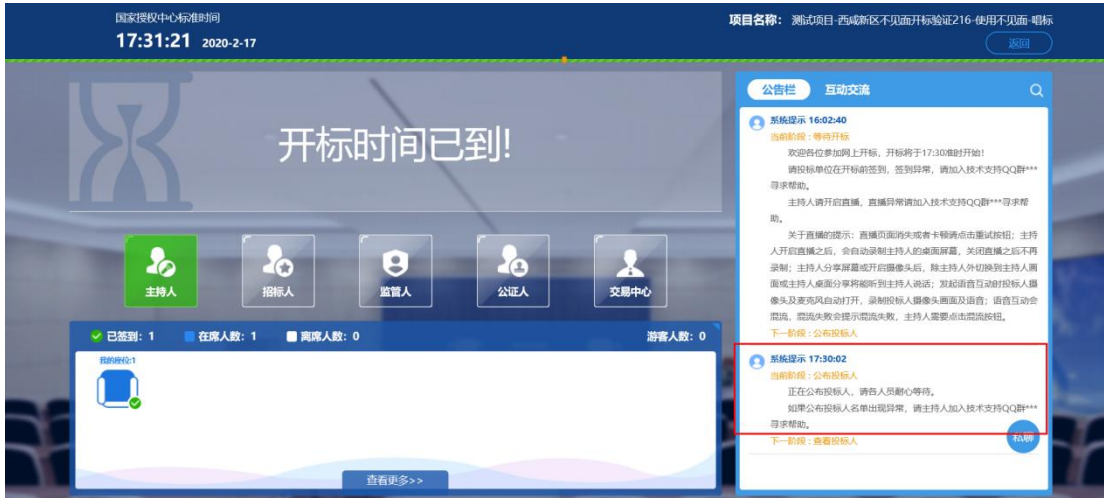 国家授权中心标准时间
17:31:21 2020-2-17
项目名称： 测试项目-西咸新区不见面开标验证216-使用不见面-唱标
返回
开标时间已到!
主持人
招标人
监管人
公证人
交易中心
已签到：1 在席人数：1 离席人数：0 游客人数：0
我的座位:1
查看更多>>
公告栏 互动交流
系统提示 16:02:40
当前阶段 : 等待开标
欢迎各位参加网上开标，开标将于17:30准时开始!
请投标单位在开标前签到，签到异常，请加入技术支持QQ群***
寻求帮助。
主持人请开启直播，直播异常请加入技术支持QQ群***寻求帮
助。
关于直播的提示：直播页面消失或者卡顿请点击重试按钮；主持
人开启直播之后，会自动录制主持人的桌面屏幕，关闭直播之后不再
录制；主持人分享屏幕或开启摄像头后，除主持人外切换到主持人画
面或主持人桌面分享将能听到主持人说话；发起语音互动时投标人摄
像头及麦克风自动打开，录制投标人摄像头画面及语音；语音互动会
混流，混流失败会提示混流失败，主持人需要点击混流按钮。
下一阶段 : 公布投标人
系统提示 17:30:02
当前阶段 : 公布投标人
正在公布投标人，请各人员耐心等待。
如果公布投标人名单出现异常，请主持人加入技术支持QQ群***
寻求帮助。
下一阶段 : 查看投标人
私聊